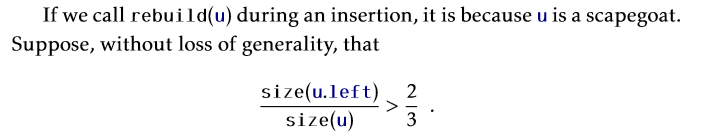 If we call rebuild(u) during an insertion, it is because u is a scapegoat.
Suppose, without loss of generality, that
size(u.left) / size(u) > 2/3 .